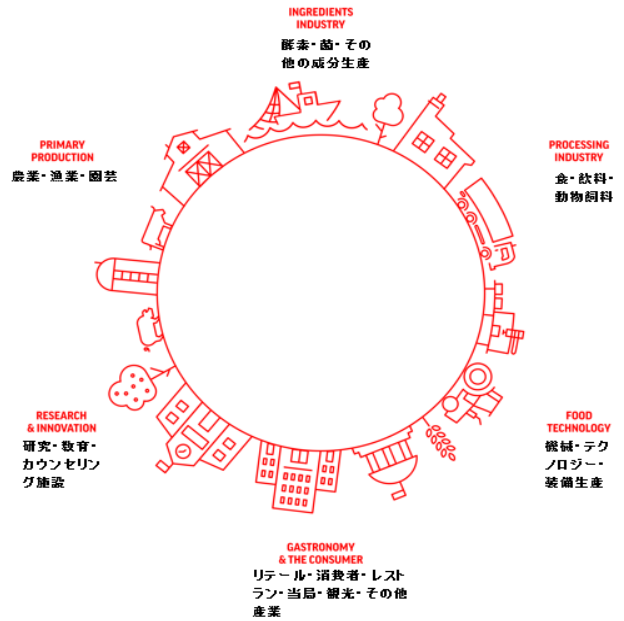 INGREDIENTS
INDUSTRY
酵素・菌・その
他の成分生産
PRIMARY
PRODUCTION
農業・漁業・園芸
PROCESSING
INDUSTRY
食・飲料・
動物飼料
RESEARCH
& INNOVATION
研究・教育・
カウンセリン
グ施設
FOOD
TECHNOLOGY
機械・テク
ノロジー・
装備生産
GASTRONOMY
& THE CONSUMER
リテール・消費者・レスト
ラン・当局・観光・その他
産業